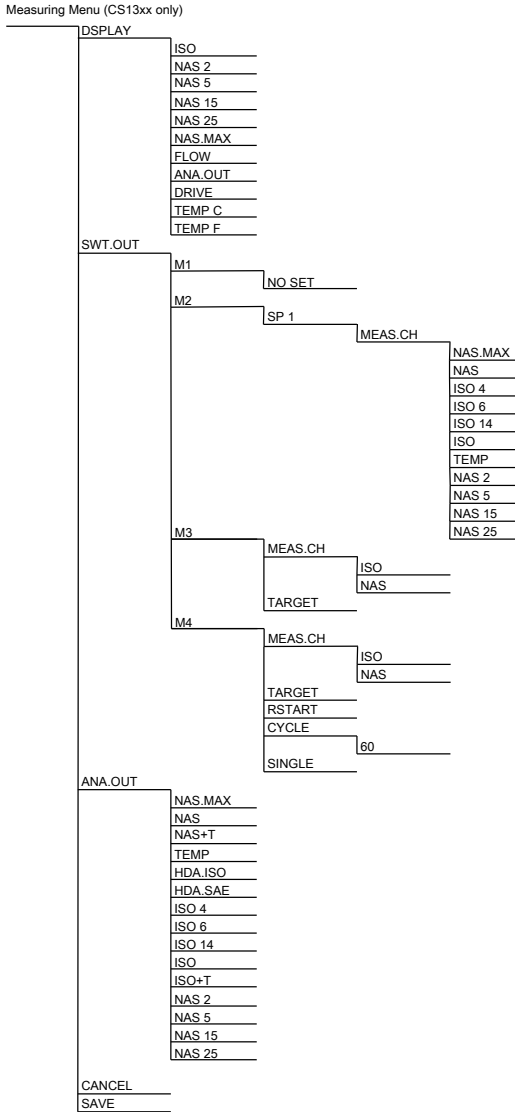 Measuring Menu (CS13xx only)
DSPLAY
ISO
NAS 2
NAS 5
NAS 15
NAS 25
NAS.MAX
FLOW
ANA.OUT
DRIVE
TEMP C
TEMP F
SWT.OUT
M1
NO SET
M2
SP 1
MEAS.CH
NAS.MAX
NAS
ISO 4
ISO 6
ISO 14
ISO
TEMP
NAS 2
NAS 5
NAS 15
NAS 25
M3
MEAS.CH
ISO
NAS
TARGET
M4
MEAS.CH
ISO
NAS
TARGET
RSTART
CYCLE
60
SINGLE
ANA.OUT
NAS.MAX
NAS
NAS+T
TEMP
HDA.ISO
HDA.SAE
ISO 4
ISO 6
ISO 14
ISO
ISO+T
NAS 2
NAS 5
NAS 15
NAS 25
CANCEL
SAVE